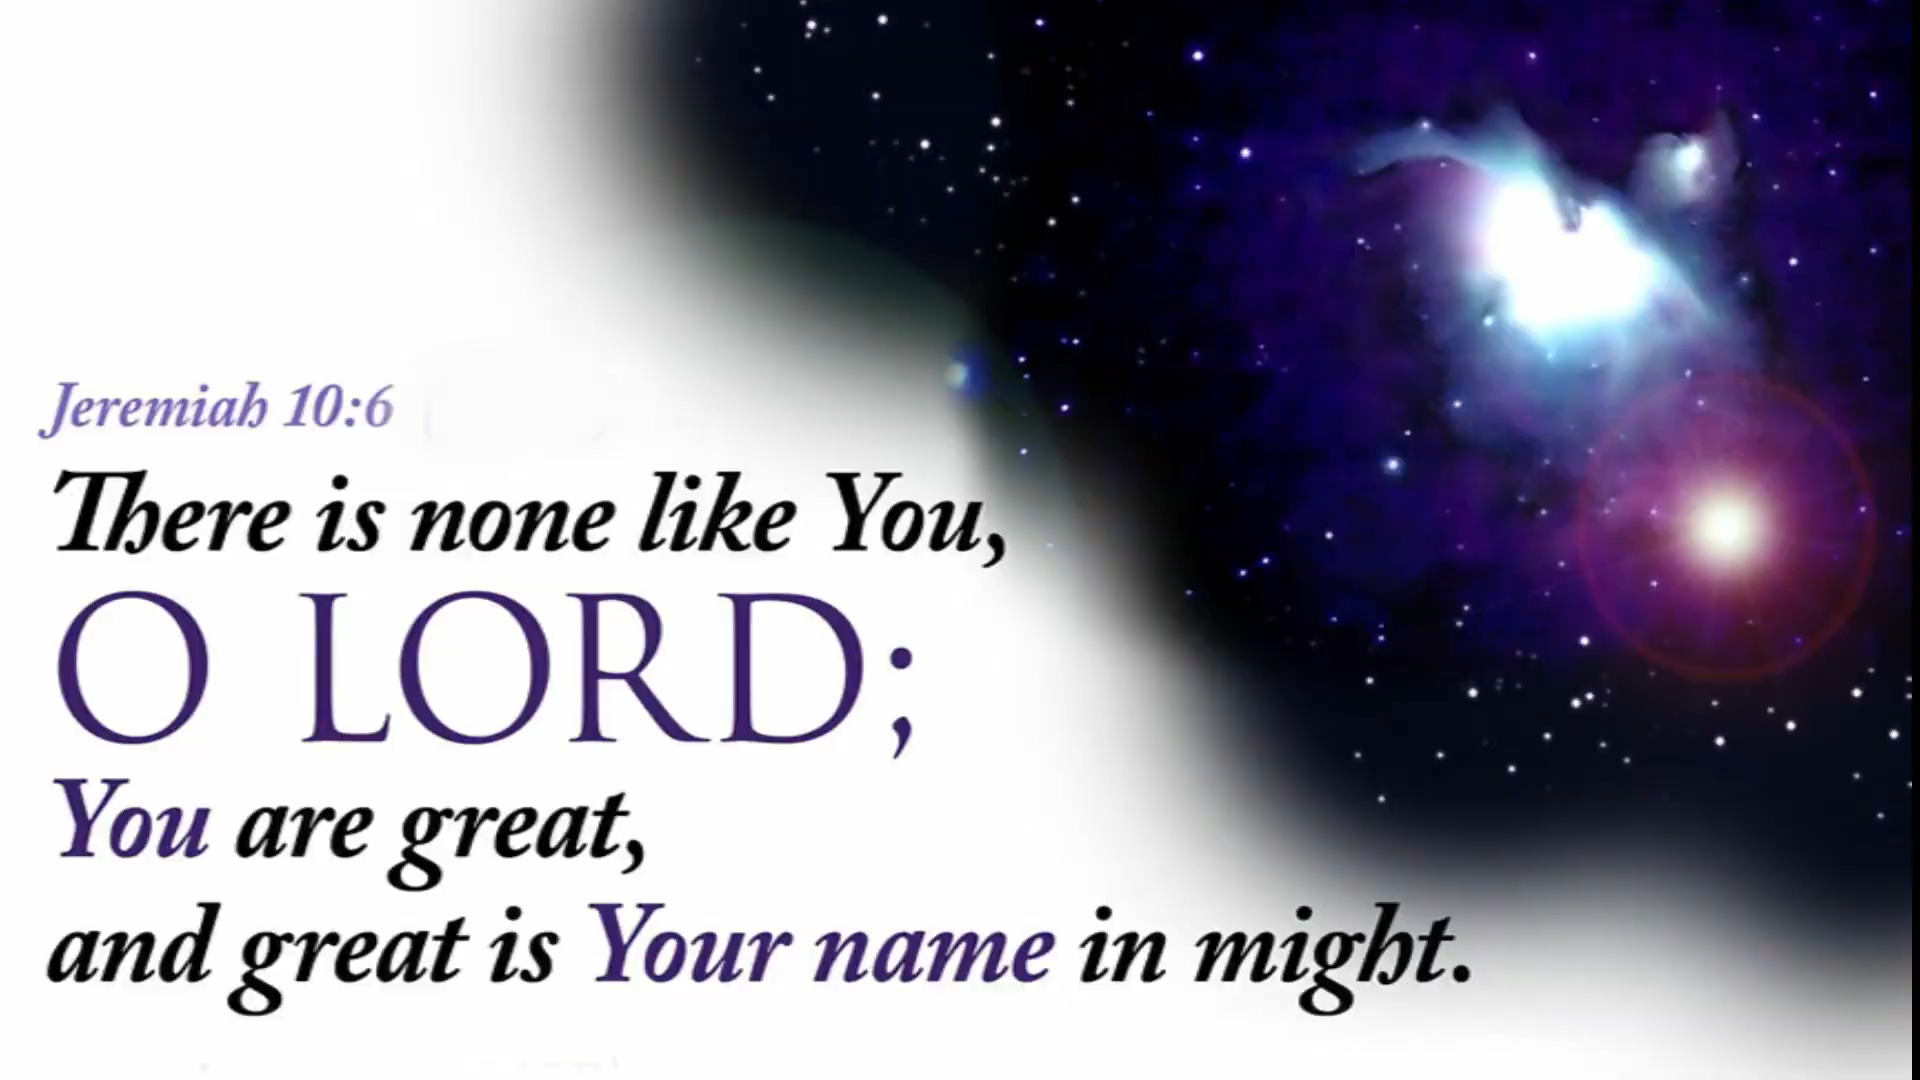 Jeremiah 10:6
There is none like You,
O LORD;
You are great,
and great is Your name in might.